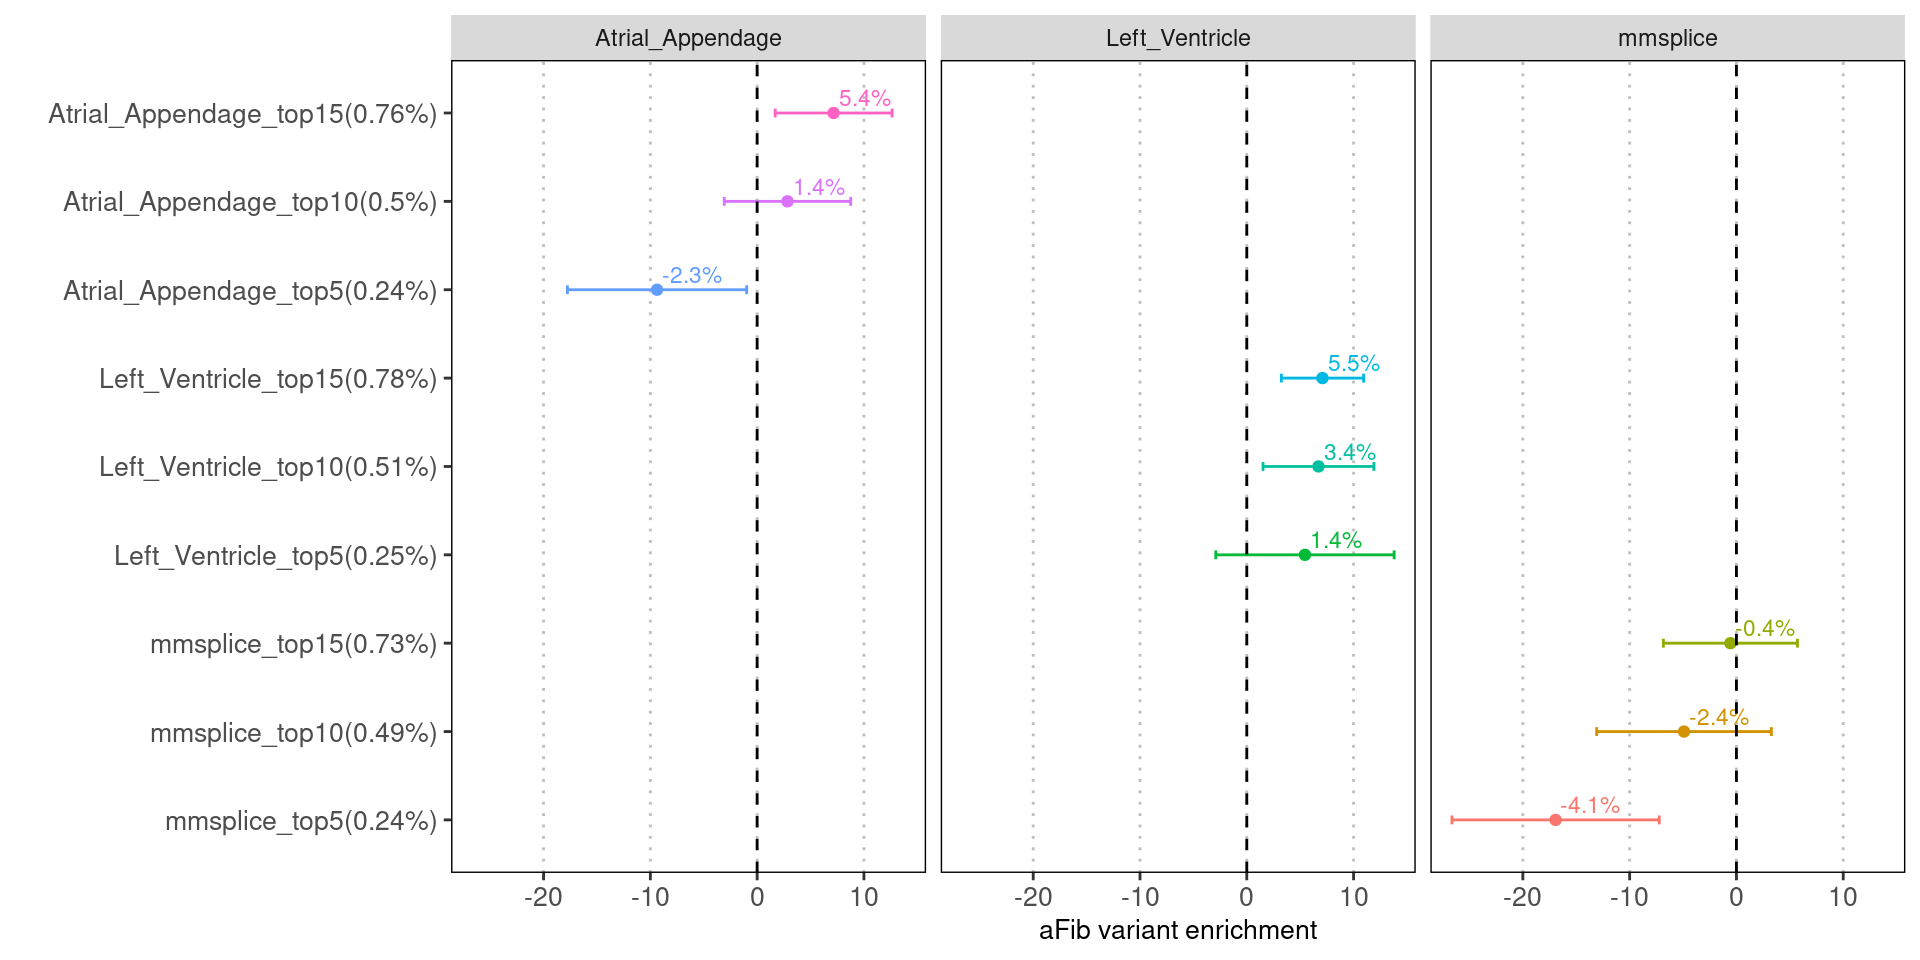 Atrial_Appendage Left_Ventricle mmsplice
Atrial_Appendage_top15(0.76%) 5.4%
Atrial_Appendage_top10(0.5%) 1.4%
Atrial_Appendage_top5(0.24%) -2.3%
Left_Ventricle_top15(0.78%) 5.5%
Left_Ventricle_top10(0.51%) 3.4%
Left_Ventricle_top5(0.25%) 1.4%
mmsplice_top15(0.73%) -0.4%
mmsplice_top10(0.49%) -2.4%
mmsplice_top5(0.24%) -4.1%
-20 -10 0 10 -20 -10 0 10 -20 -10 0 10
aFib variant enrichment